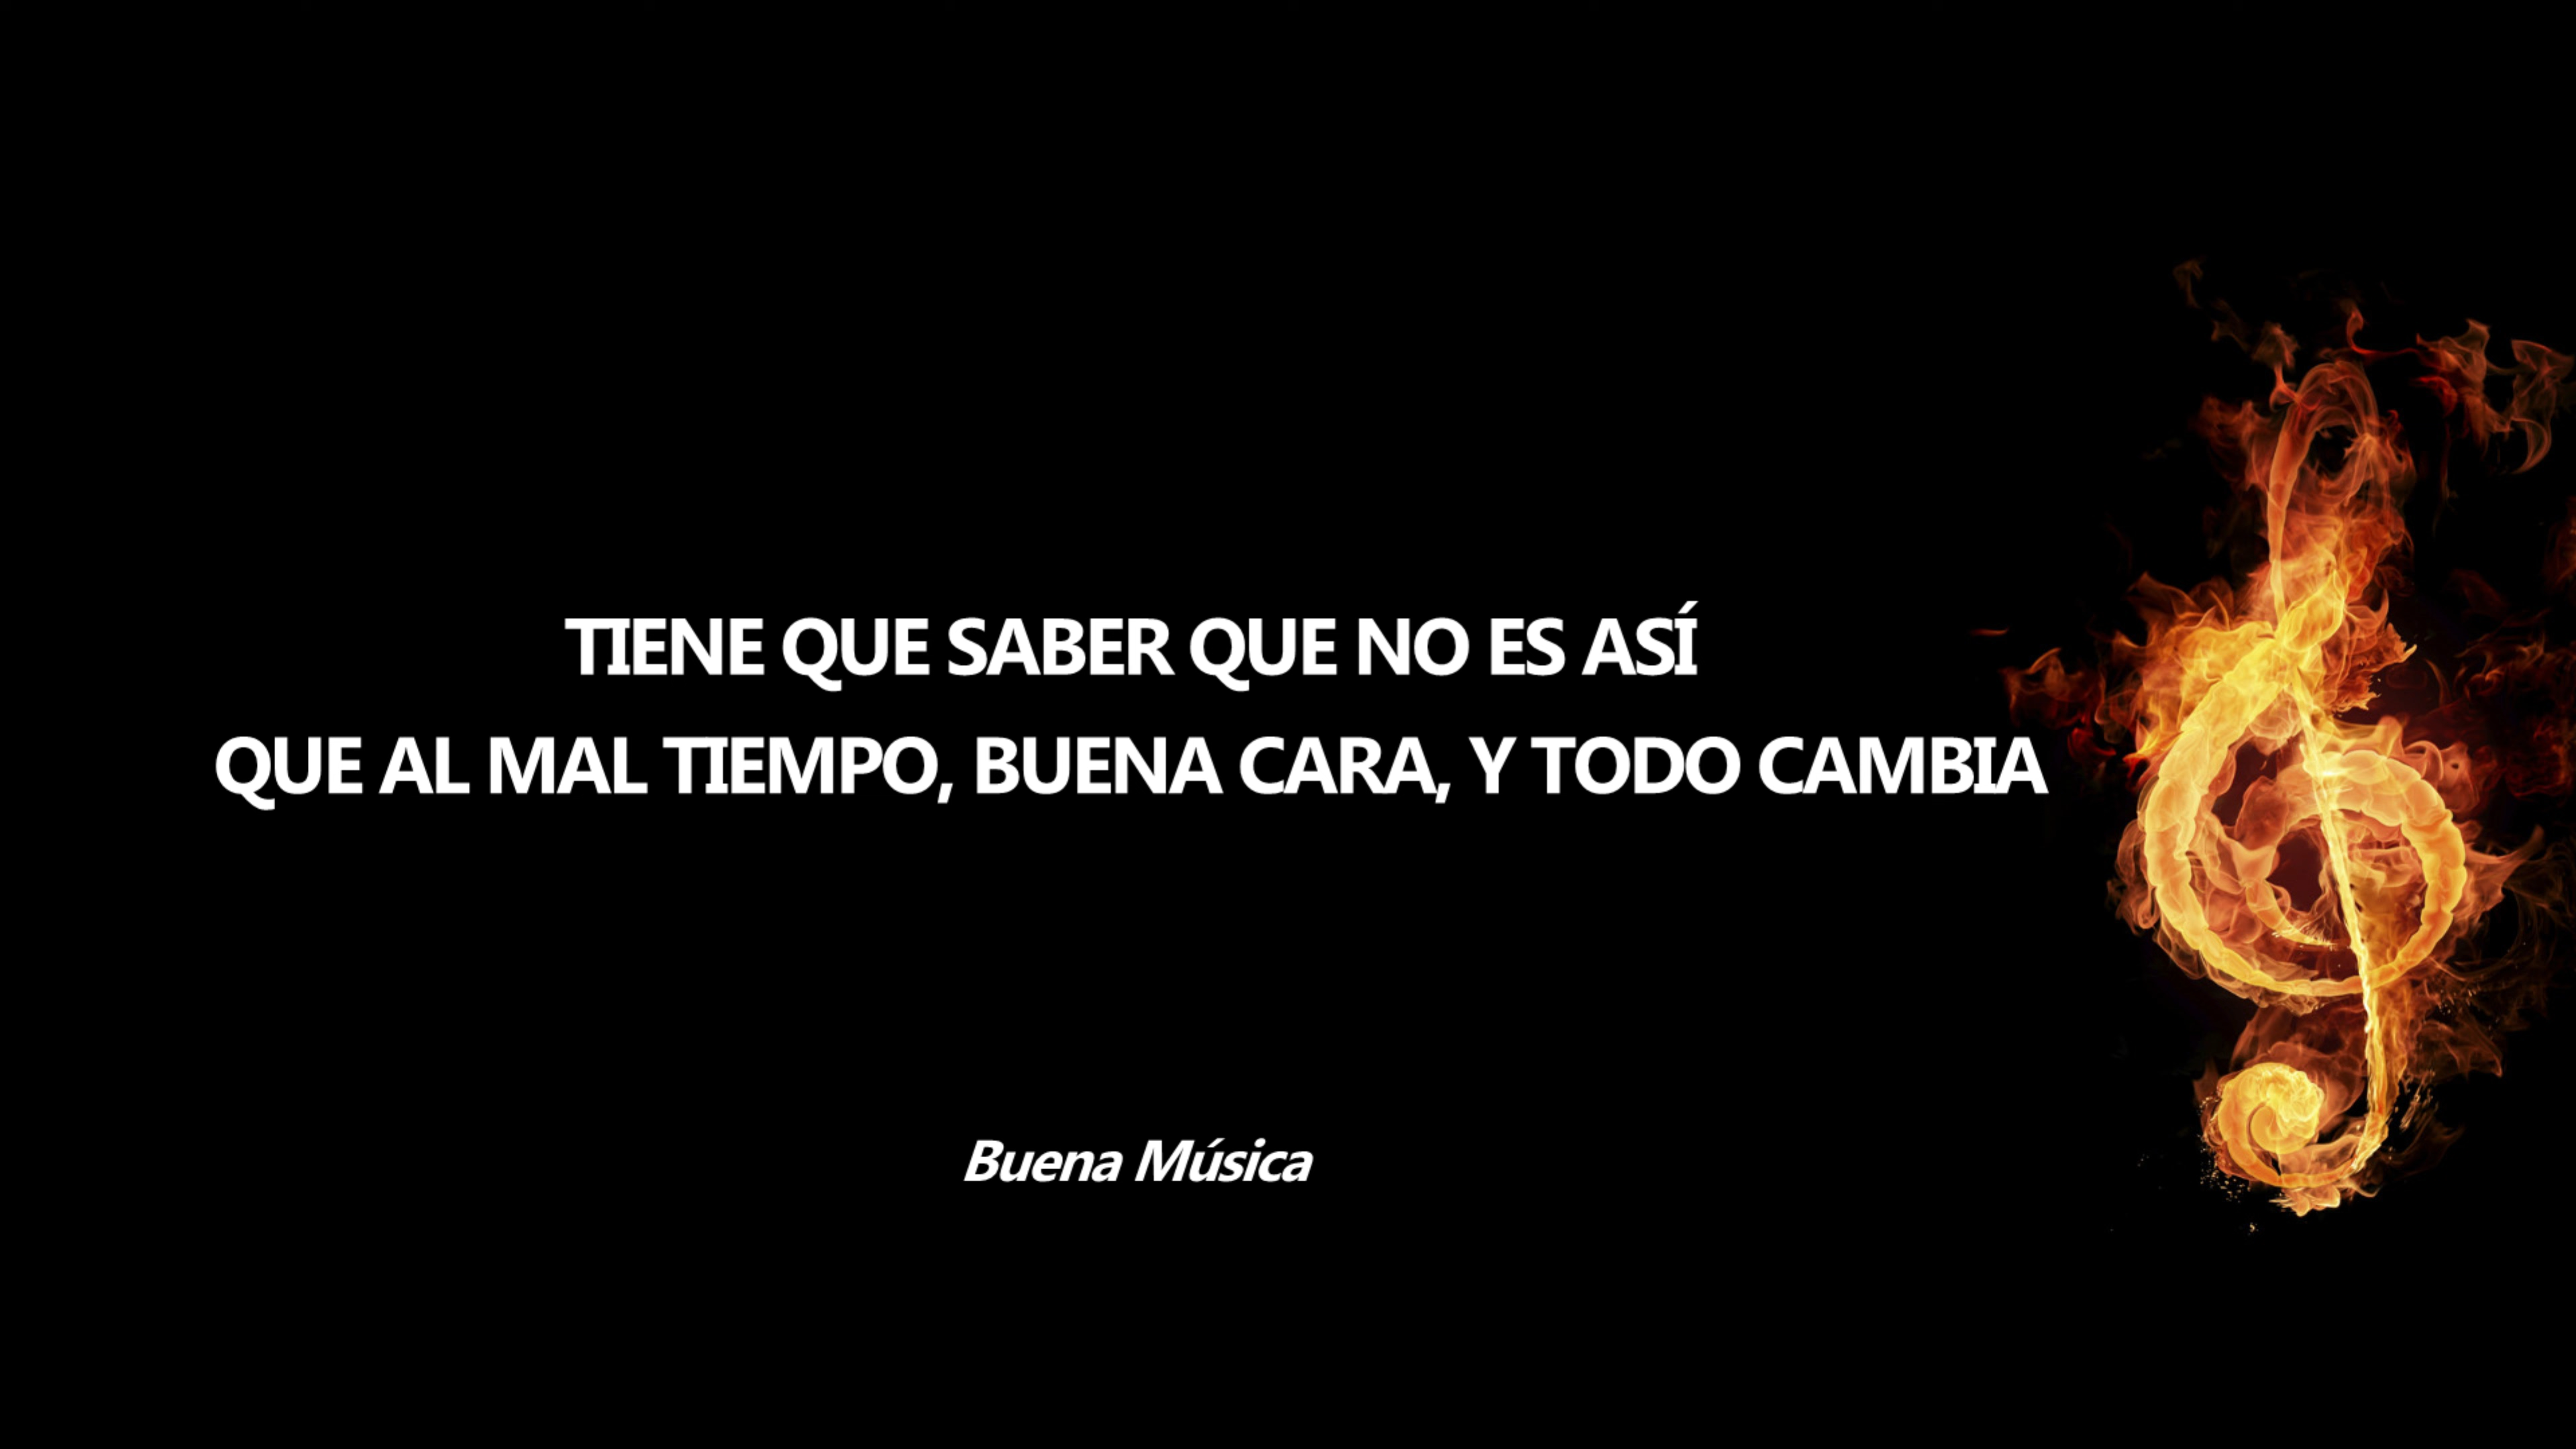 TIENE QUE SABER QUE NO ES ASÍ
QUE AL MAL TIEMPO, BUENA CARA, Y TODO CAMBIA
Buena Música